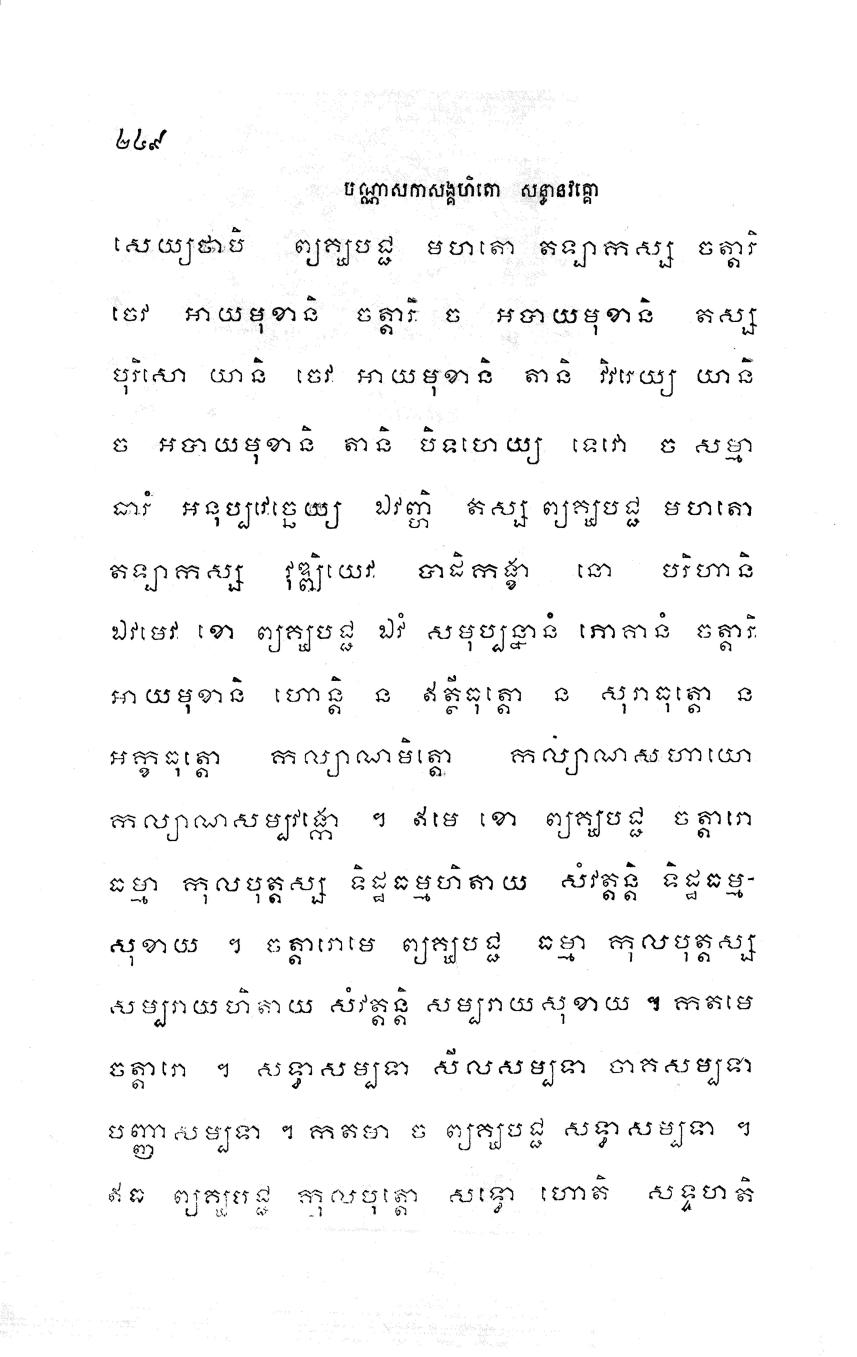 ២៤៩
បណ្ណាសកាសង្គហិតោ សន្ធានវគ្គោ
សេយ្យថាបិ ព្យគ្ឃបជ្ជ មហតោ តឡ្បាកស្ស ចត្តារិ
ចេវ អាយមុខានិ ចត្តារិ ច អបាយមុខានិ តស្ស
បុរិសោ យានិ ចេវ អាយមុខានិ តានិ វិវរេយ្យ យានិ
ច អបាយមុខានិ តានិ បិទហេយ្យ ទេវោ ច សម្មា
ធារំ អនុប្បវេច្ឆេយ្យ ឯវញ្ហិ តស្ស ព្យគ្ឃបជ្ជ មហតោ
តឡ្បាកស្ស វុឌ្ឍិយេវ បាដិកង្ខា នោ បរិហានិ
ឯវមេវ ខោ ព្យគ្ឃបជ្ជ ឯវំ សមុប្បន្នានំ ភោគានំ ចត្តារិ
អាយមុខានិ ហោន្តិ ន ឥត្ថីធុត្តោ ន សុរាធុត្តោ ន
អក្ខធុត្តោ កល្យាណមិត្តោ កល្យាណសហាយោ
កល្យាណសម្បវង្កោ ។ ឥមេ ខោ ព្យគ្ឃបជ្ជ ចត្តារោ
ធម្មា កុលបុត្តស្ស ទិដ្ឋធម្មហិតាយ សំវត្តន្តិ ទិដ្ឋធម្ម-
សុខាយ ។ ចត្តារោមេ ព្យគ្ឃបជ្ជ ធម្មា កុលបុត្តស្ស
សម្បរាយហិតាយ សំវត្តន្តិ សម្បរាយសុខាយ ។ កតមេ
ចត្តារោ ។ សទ្ធាសម្បទា សីលសម្បទា ចាគសម្បទា
បញ្ញាសម្បទា ។ កតមា ច ព្យគ្ឃបជ្ជ សទ្ធាសម្បទា ។
ឥធ ព្យគ្ឃបជ្ជ កុលបុត្តោ សទ្ធោ ហោតិ សទ្ទហតិ